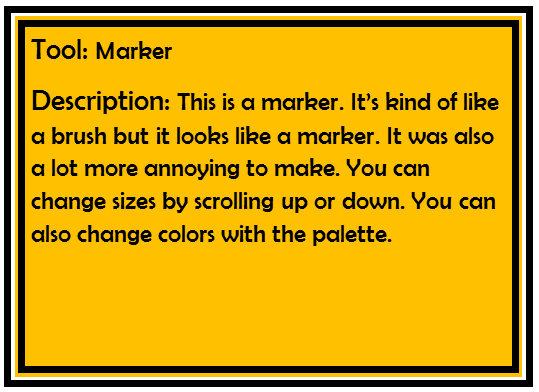 Tool: Marker
Description: This is a marker. It's kind of like
a brush but it looks like a marker. It was also
a lot more annoying to make. You can
change sizes by scrolling up or down. You can
also change colors with the palette.